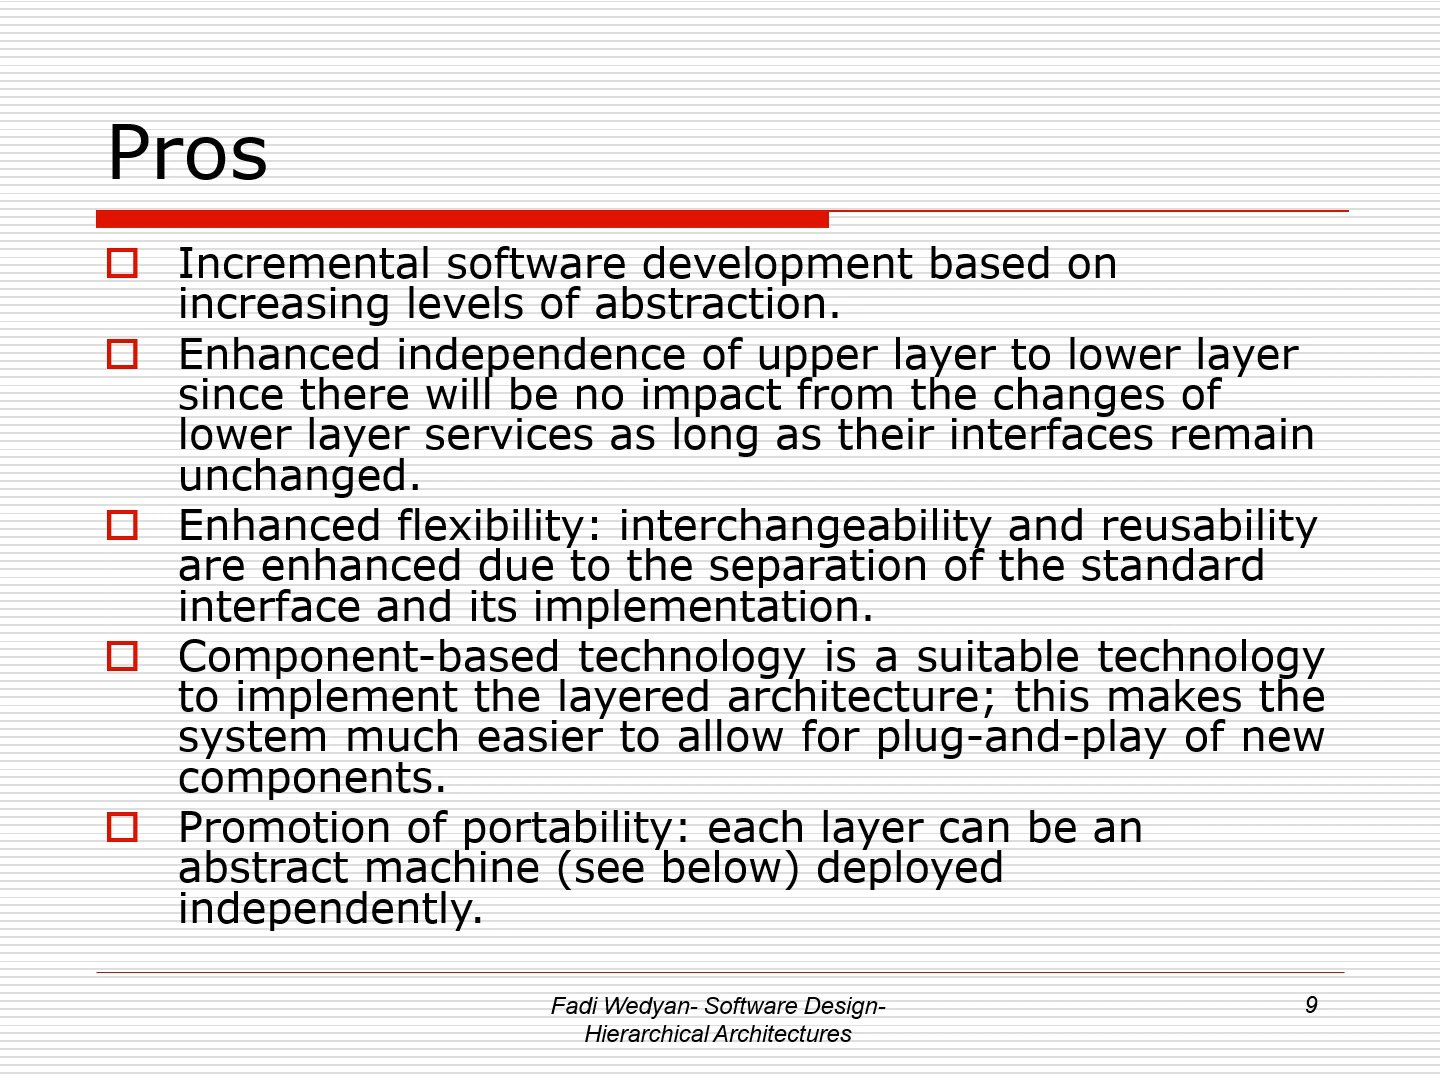 Pros
Incremental software development based on
increasing levels of abstraction.
Enhanced independence of upper layer to lower layer
since there will be no impact from the changes of
lower layer services as long as their interfaces remain
unchanged.
Enhanced flexibility: interchangeability and reusability
are enhanced due to the separation of the standard
interface and its implementation.
Component-based technology is a suitable technology
to implement the layered architecture; this makes the
system much easier to allow for plug-and-play of new
components.
Promotion of portability: each layer can be an
abstract machine (see below) deployed
independently.
Fadi Wedyan- Software Design-
Hierarchical Architectures
9